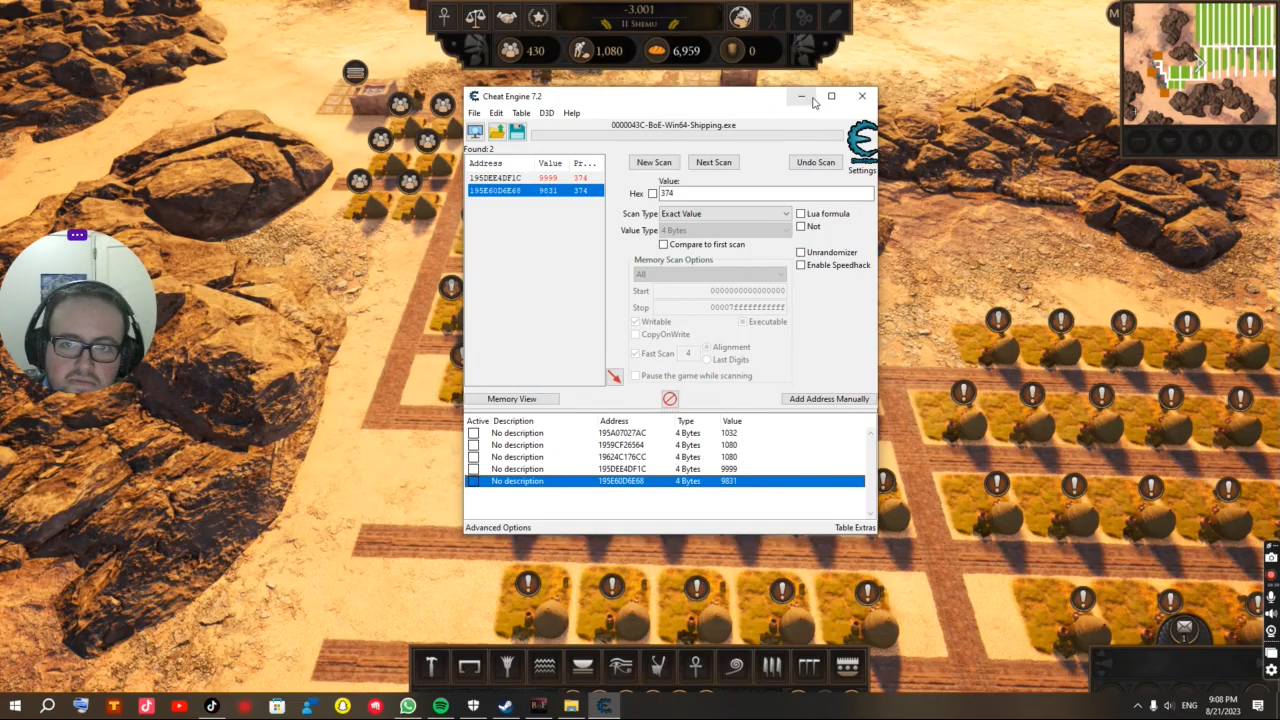 -3.001
II SHEMU
430
1,080
6,959
0
M
Cheat Engine 7.2
File Edit Table D3D Help
0000043C-BoE-Win64-Shipping.exe
Found: 2
Address Value Pr...
195DEE4DF1C 9999 374
195E60D6E68 9831 374
New Scan Next Scan Undo Scan
Settings
Value:
Hex 374
Scan Type Exact Value
Value Type 4 Bytes
Compare to first scan
Lua formula
Not
Memory Scan Options
All
Start 0000000000000000
Stop 00007fffffffffff
Writable Executable
CopyOnWrite
Fast Scan 4 Alignment
Last Digits
Pause the game while scanning
Unrandomizer
Enable Speedhack
Memory View
Add Address Manually
Active Description Address Type Value
No description 195A07027AC 4 Bytes 1032
No description 1959CF26564 4 Bytes 1080
No description 19624C176CC 4 Bytes 1080
No description 195DEE4DF1C 4 Bytes 9999
No description 195E60D6E68 4 Bytes 9831
Advanced Options Table Extras
1
ENG
9:08 PM
8/21/2023